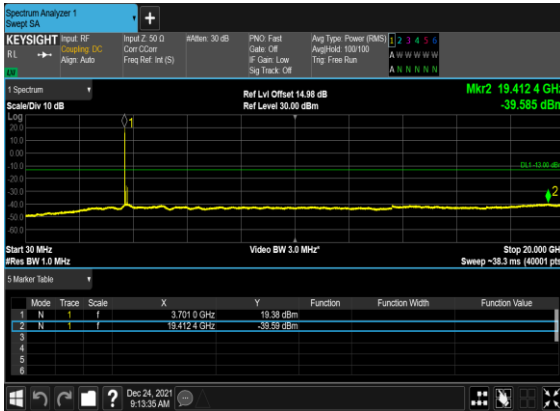 Spectrum Analyzer 1
Swept SA
+
KEYSIGHT Input: RF Input Z: 50 Ω #Atten: 30 dB PNO: Fast Avg Type: Power (RMS) 1 2 3 4 5 6
RL Coupling: DC Corr CCorr Gate: Off Avg|Hold: 100/100 A W W W W W
Align: Auto Freq Ref: Int (S) IF Gain: Low Trig: Free Run
Sig Track: Off A N N N N N
1 Spectrum Ref Lvl Offset 14.98 dB Mkr2 19.412 4 GHz
Scale/Div 10 dB Ref Level 30.00 dBm -39.585 dBm
Log
1
20.0
10.0
0.00
-10.0
DL1 -13.00 dBm
-20.0
-30.0
2
-40.0
-50.0
-60.0
Start 30 MHz Video BW 3.0 MHz* Stop 20.000 GHz
#Res BW 1.0 MHz Sweep ~38.3 ms (40001 pts)
5 Marker Table
Mode Trace Scale X Y Function Function Width Function Value
1 N 1 f 3.701 0 GHz 19.38 dBm
2 N 1 f 19.412 4 GHz -39.59 dBm
3
4
5
6
? Dec 24, 2021
9:13:35 AM